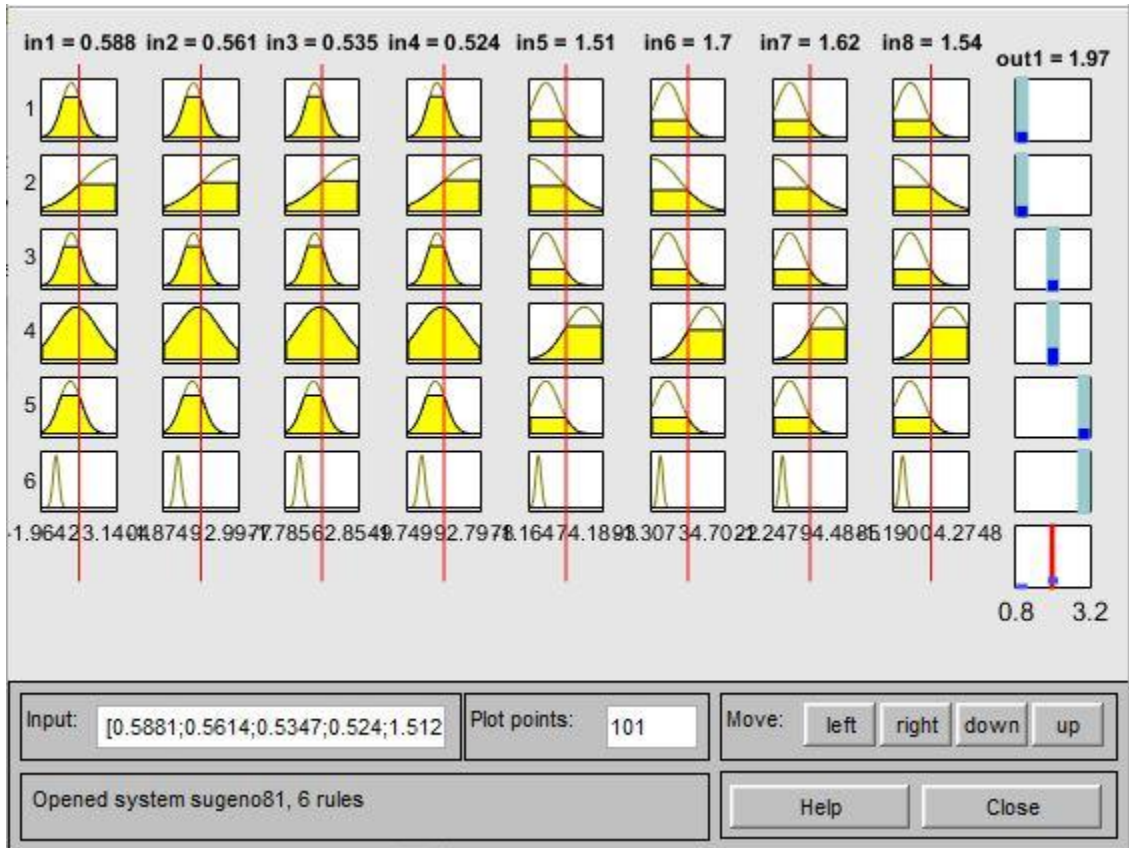 in1 = 0.588 in2 = 0.561 in3 = 0.535 in4 = 0.524 in5 = 1.51 in6 = 1.7 in7 = 1.62 in8 = 1.54
out1 = 1.97
1
2
3
4
5
6
0.8 3.2
Input: [0.5881;0.5614;0.5347;0.524;1.512
Plot points: 101
Move: left right down up
Opened system sugeno81, 6 rules
Help Close